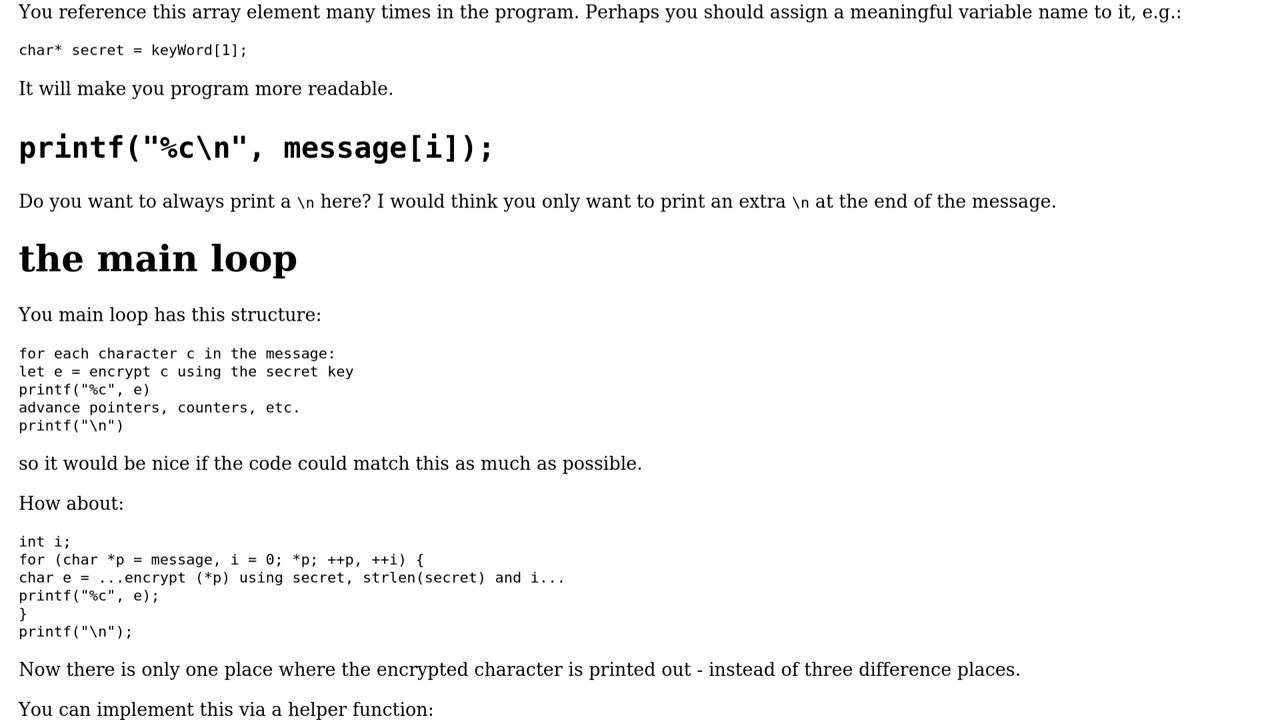 You reference this array element many times in the program. Perhaps you should assign a meaningful variable name to it, e.g.:
char* secret = keyWord[1];
It will make you program more readable.
printf("%c\n", message[i]);
Do you want to always print a \n here? I would think you only want to print an extra \n at the end of the message.
the main loop
You main loop has this structure:
for each character c in the message:
let e = encrypt c using the secret key
printf("%c", e)
advance pointers, counters, etc.
printf("\n")
so it would be nice if the code could match this as much as possible.
How about:
int i;
for (char *p = message, i = 0; *p; ++p, ++i) {
char e = ...encrypt (*p) using secret, strlen(secret) and i...
printf("%c", e);
}
printf("\n");
Now there is only one place where the encrypted character is printed out - instead of three difference places.
You can implement this via a helper function: